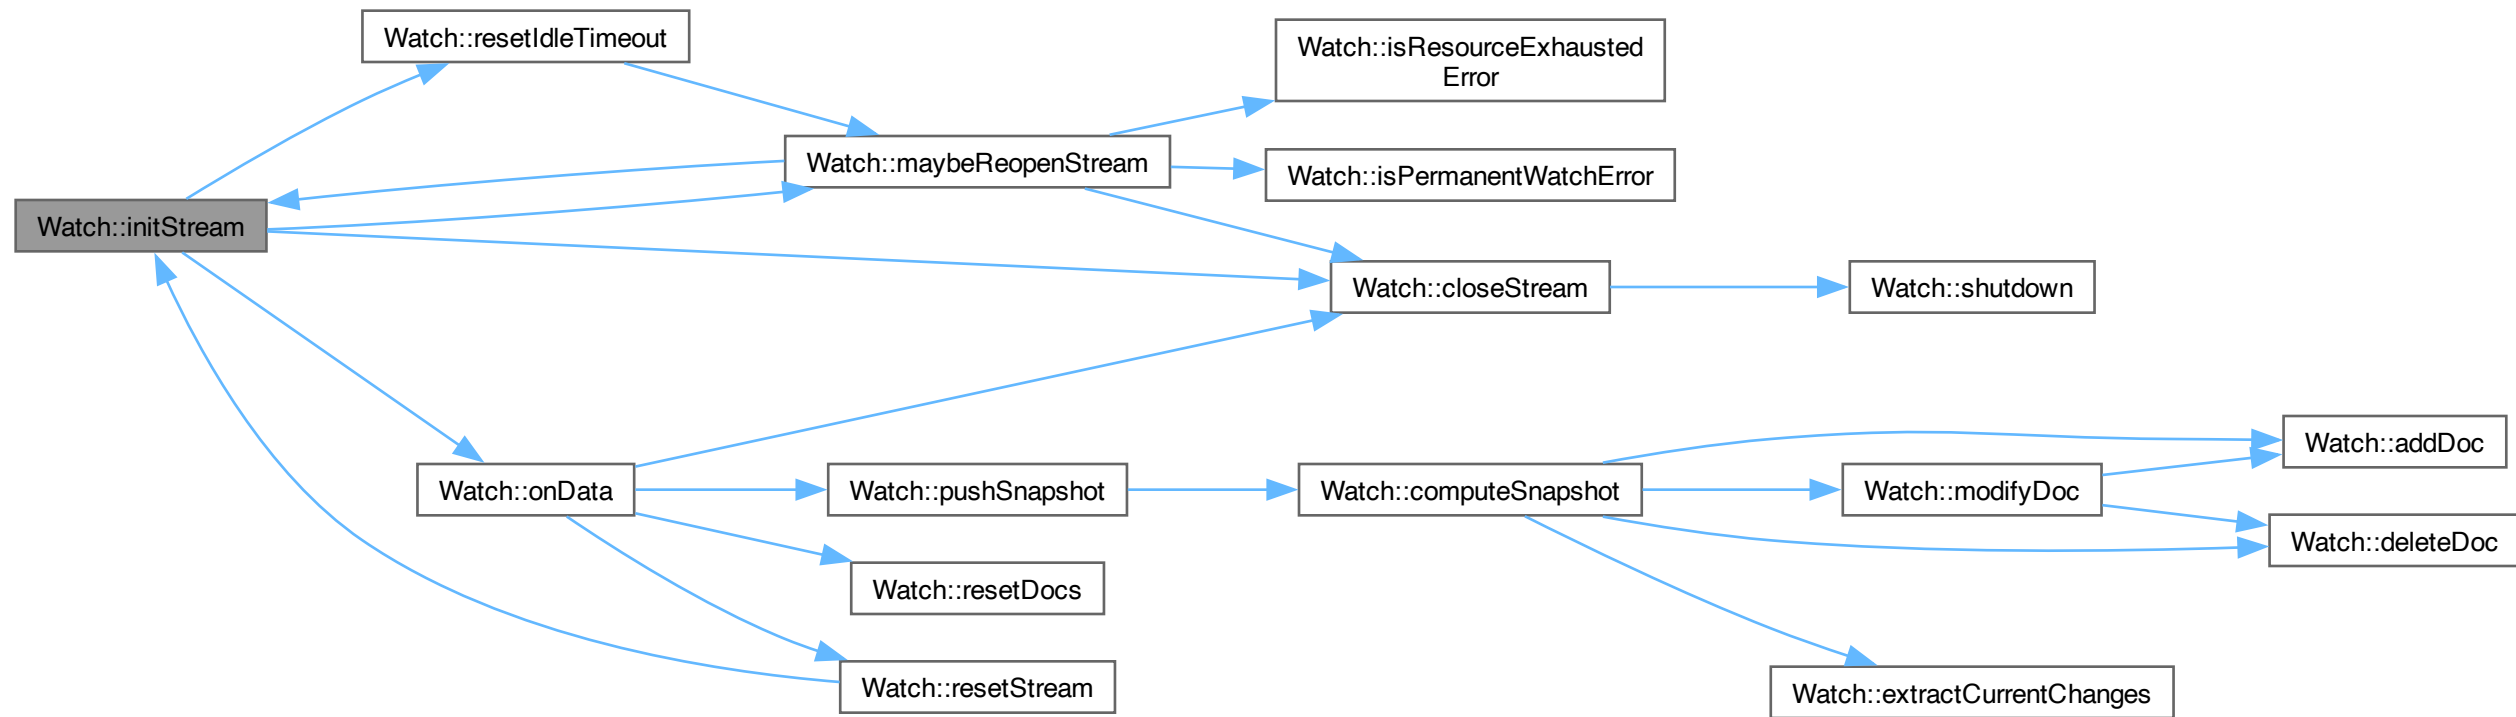 Watch::resetIdleTimeout
Watch::isResourceExhausted
Error
Watch::maybeReopenStream
Watch::isPermanentWatchError
Watch::initStream
Watch::closeStream
Watch::shutdown
Watch::addDoc
Watch::onData
Watch::pushSnapshot
Watch::computeSnapshot
Watch::modifyDoc
Watch::deleteDoc
Watch::resetDocs
Watch::resetStream
Watch::extractCurrentChanges